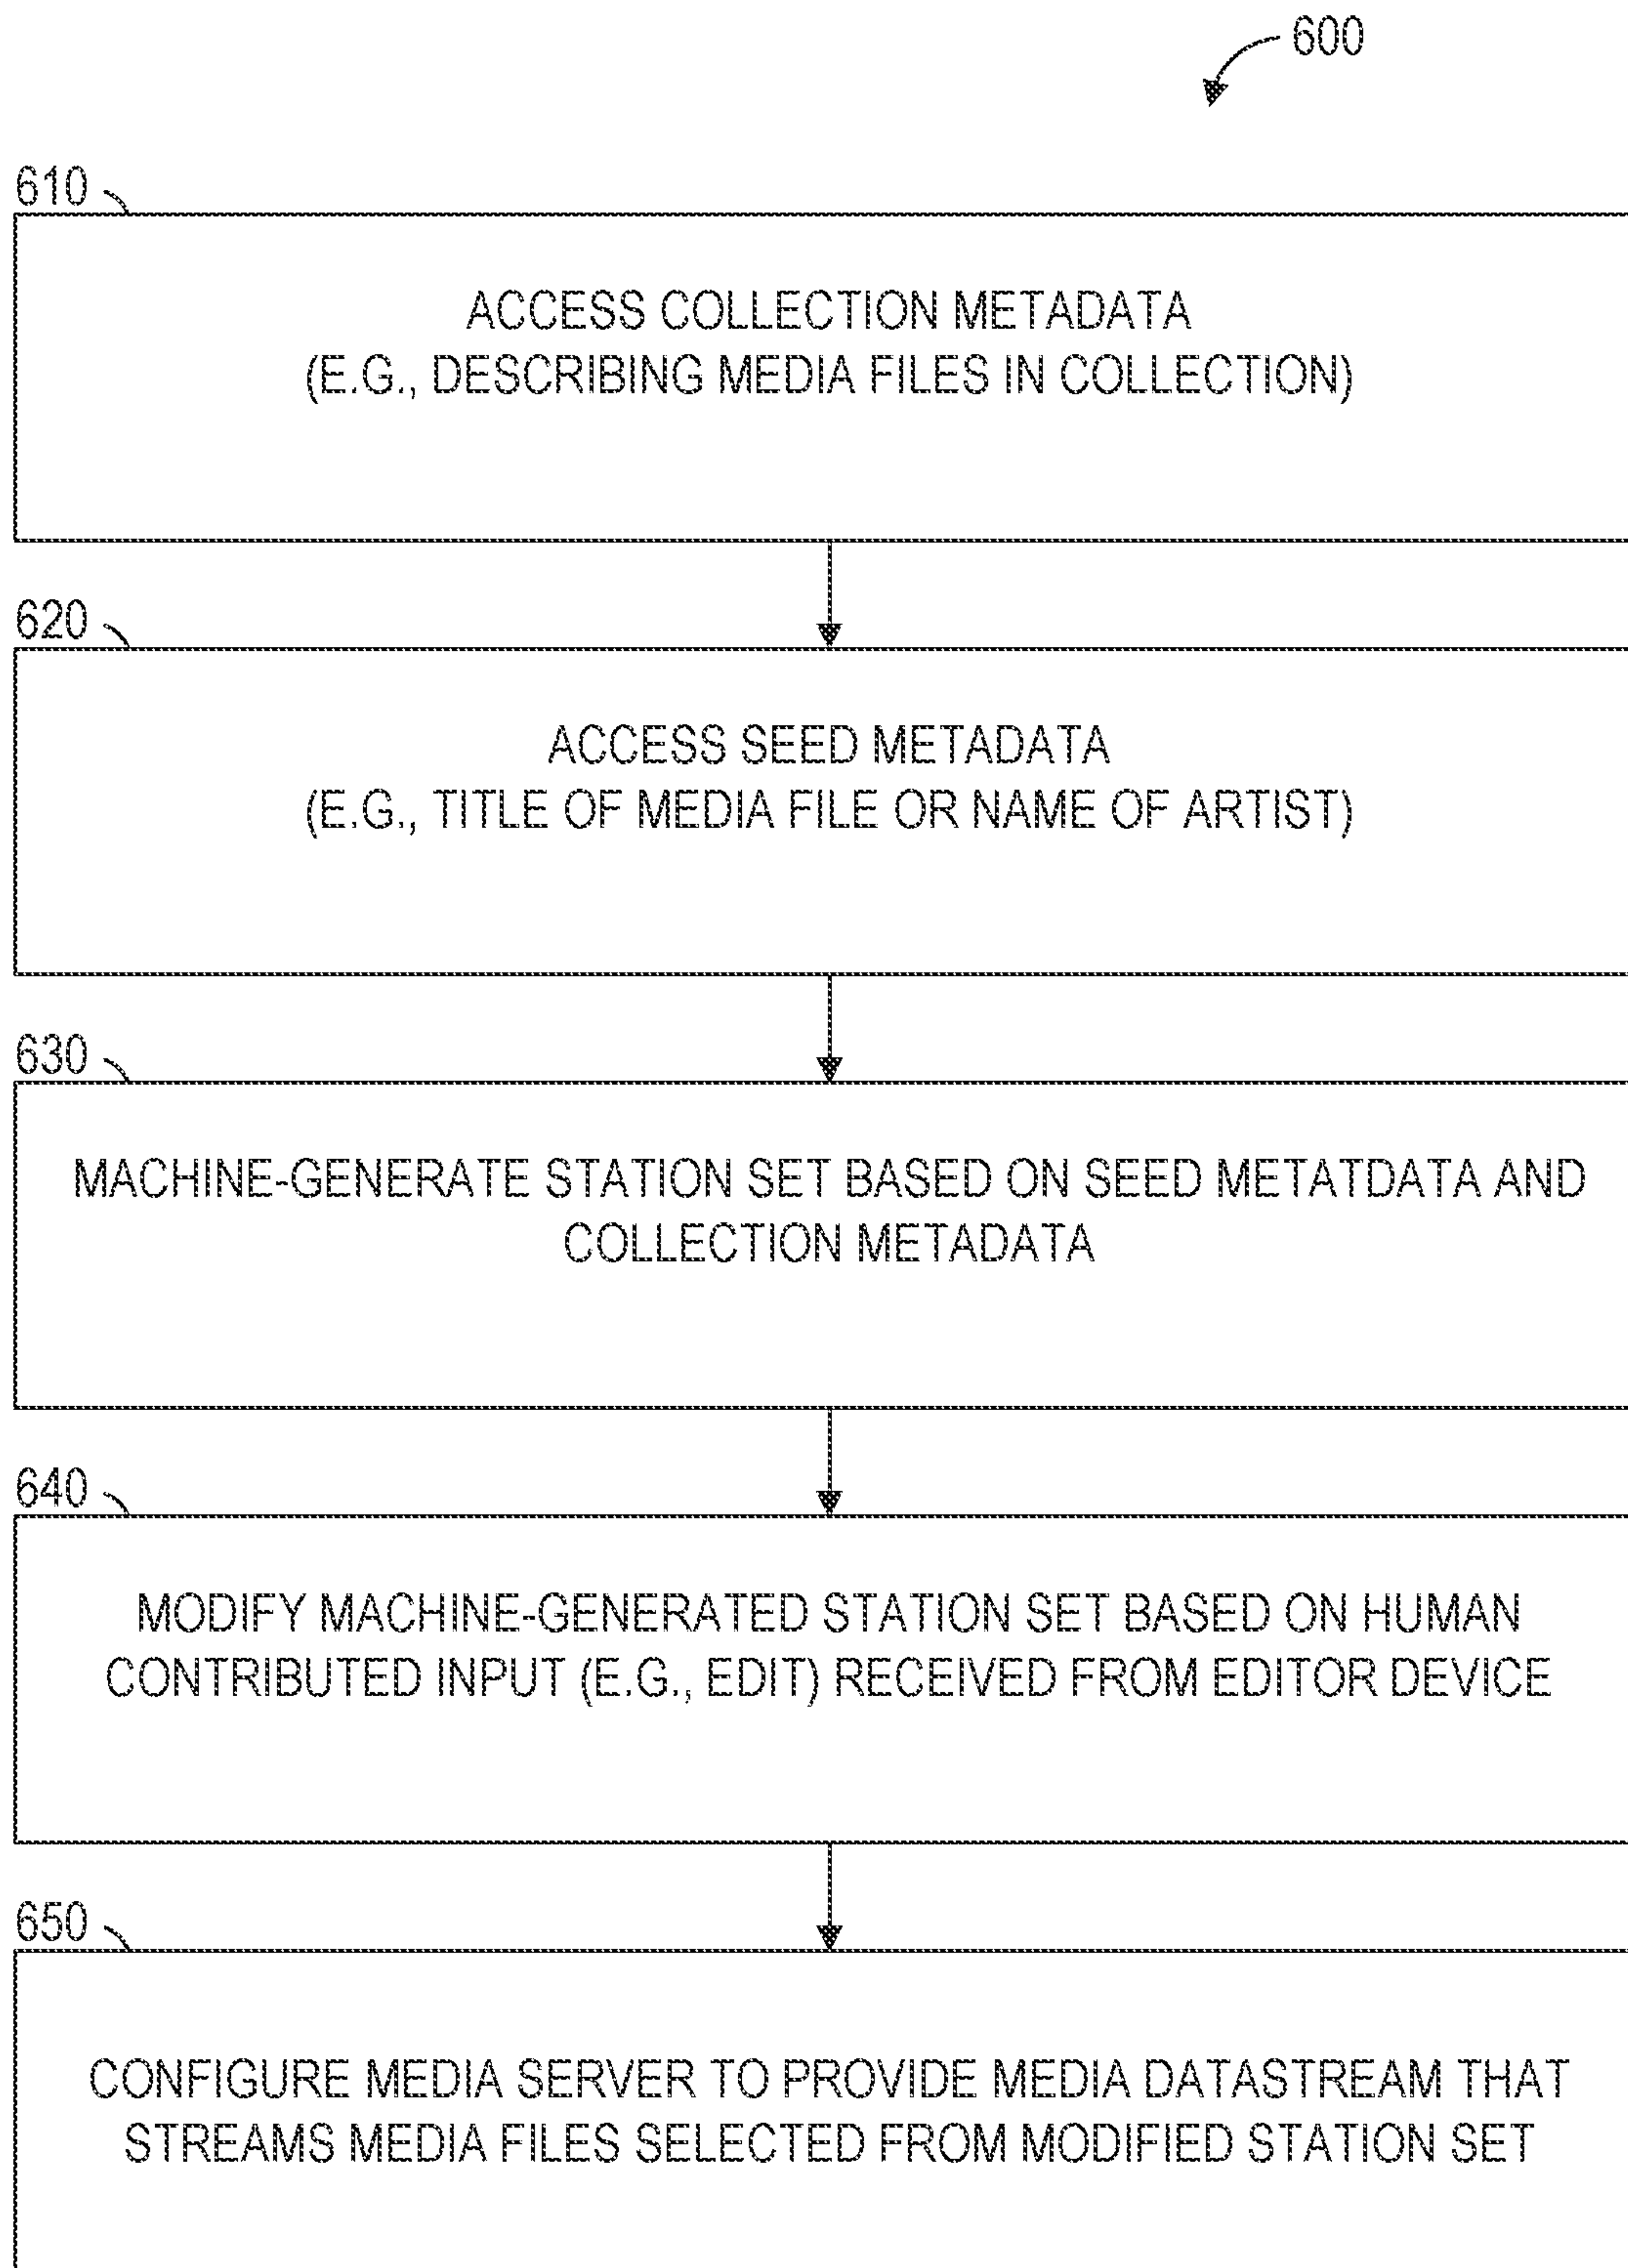 600
610
ACCESS COLLECTION METADATA
(E.G., DESCRIBING MEDIA FILES IN COLLECTION)
620
ACCESS SEED METADATA
(E.G., TITLE OF MEDIA FILE OR NAME OF ARTIST)
630
MACHINE-GENERATE STATION SET BASED ON SEED METATDATA AND
COLLECTION METADATA
640
MODIFY MACHINE-GENERATED STATION SET BASED ON HUMAN
CONTRIBUTED INPUT (E.G., EDIT) RECEIVED FROM EDITOR DEVICE
650
CONFIGURE MEDIA SERVER TO PROVIDE MEDIA DATASTREAM THAT
STREAMS MEDIA FILES SELECTED FROM MODIFIED STATION SET